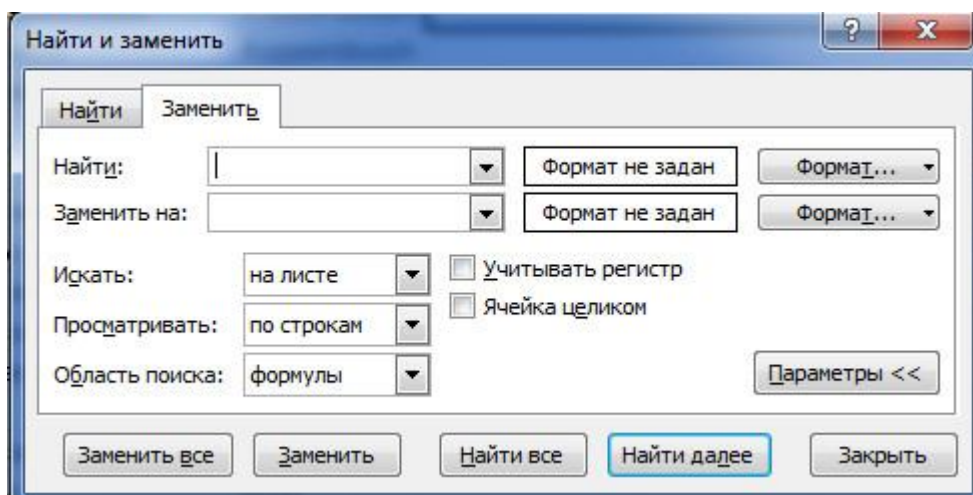 Найти и заменить
Найти Заменить
Найти: Формат не задан Формат...
Заменить на: Формат не задан Формат...
Искать: на листе Учитывать регистр
Ячейка целиком
Просматривать: по строкам
Область поиска: формулы Параметры <<
Заменить все Заменить Найти все Найти далее Закрыть